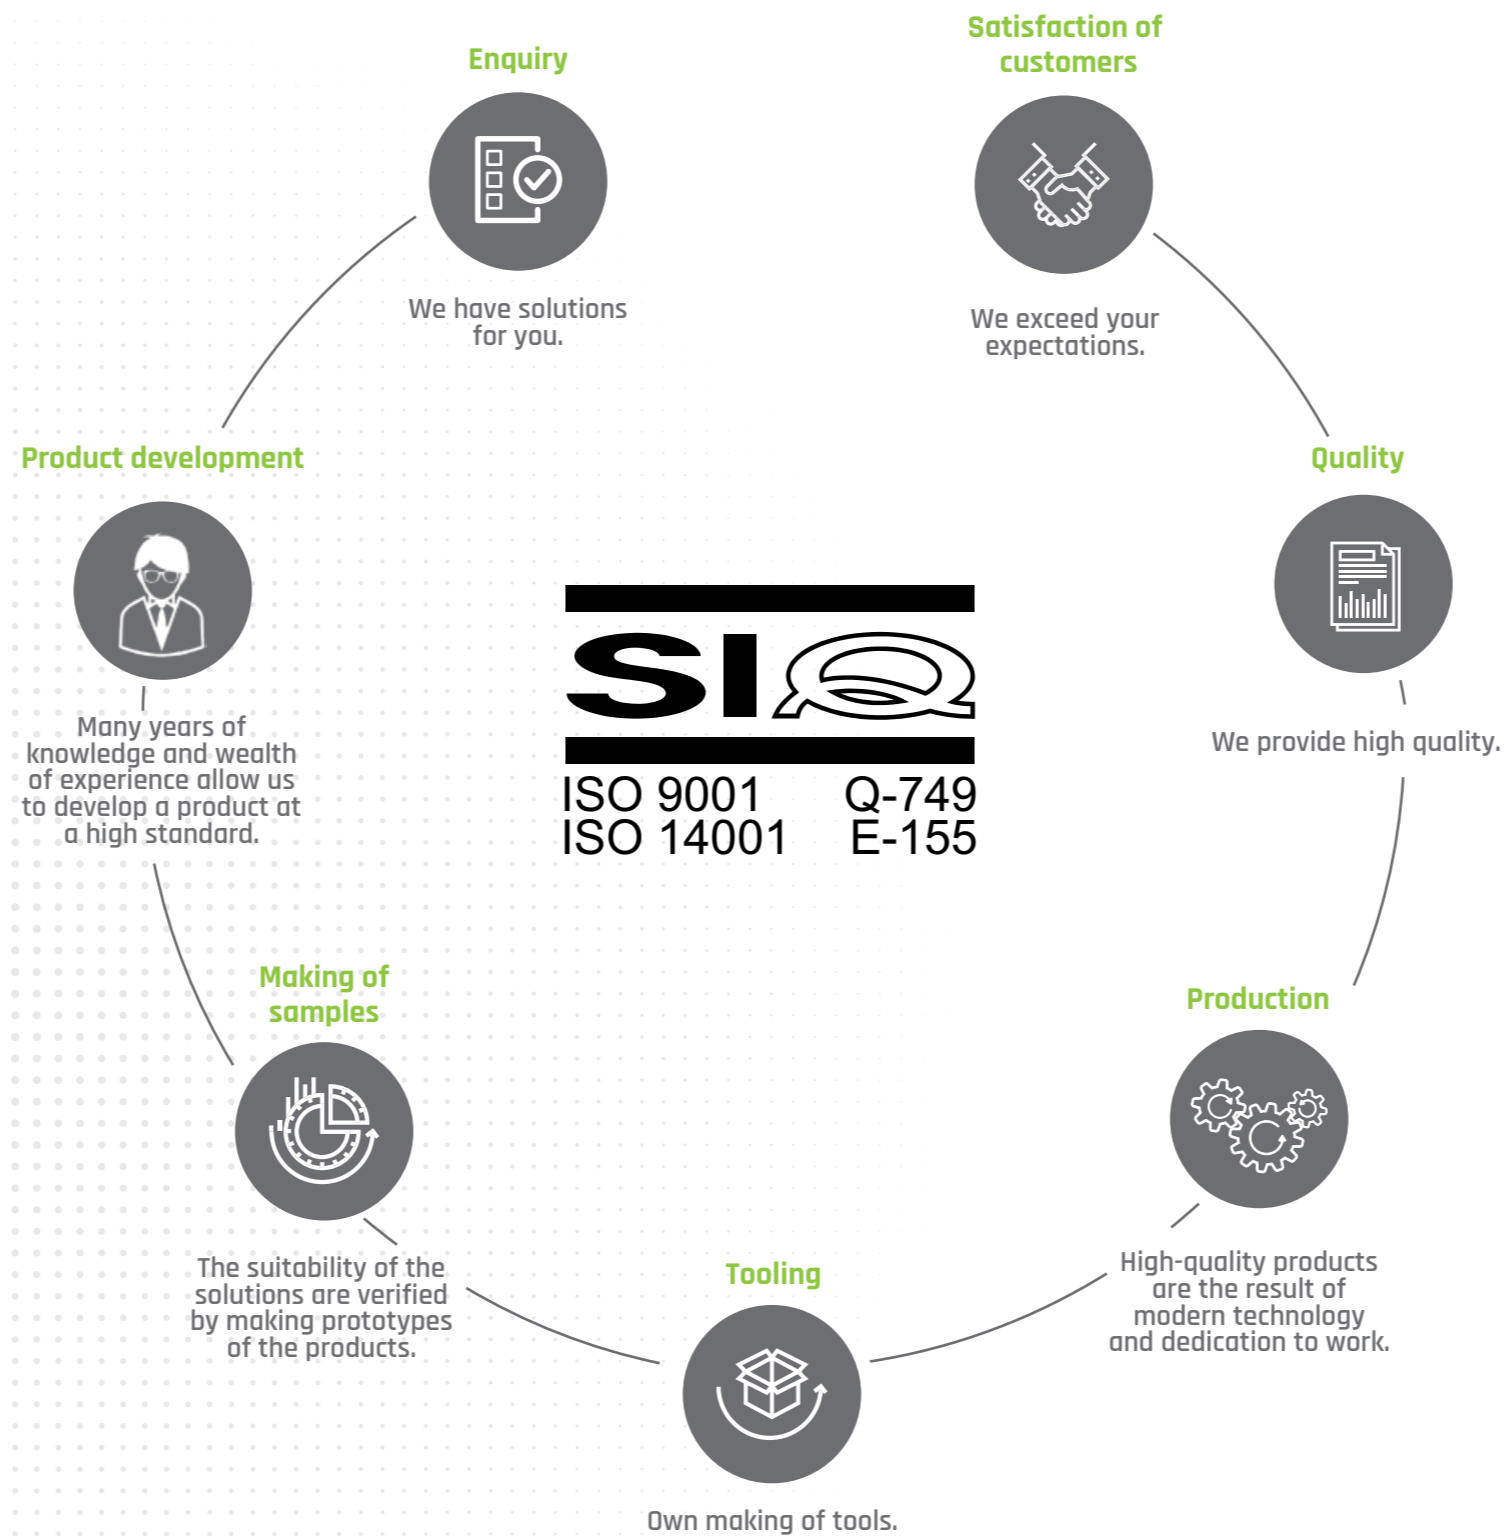 Enquiry
We have solutions
for you.
Product development
Many years of
knowledge and wealth
of experience allow us
to develop a product at
a high standard.
Making of
samples
The suitability of the
solutions are verified
by making prototypes
of the products.
Tooling
Own making of tools.
Production
High-quality products
are the result of
modern technology
and dedication to work.
Quality
We provide high quality.
Satisfaction of
customers
We exceed your
expectations.
SIQ
ISO 9001 Q-749
ISO 14001 E-155